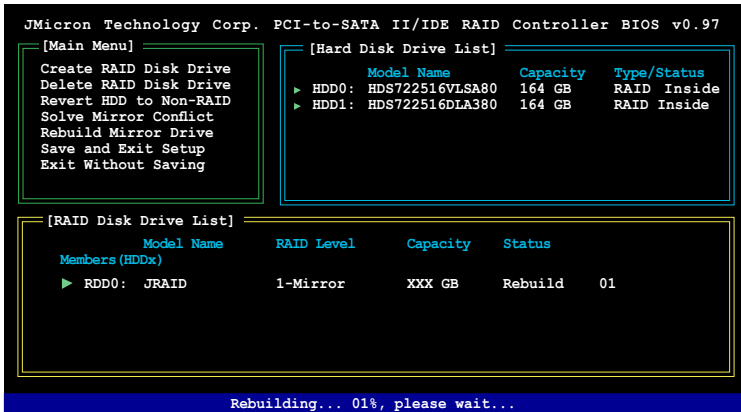 JMicron Technology Corp. PCI-to-SATA II/IDE RAID Controller BIOS v0.97
[Main Menu]
Create RAID Disk Drive
Delete RAID Disk Drive
Revert HDD to Non-RAID
Solve Mirror Conflict
Rebuild Mirror Drive
Save and Exit Setup
Exit Without Saving
[Hard Disk Drive List]
Model Name Capacity Type/Status
HDD0: HDS722516VLSA80 164 GB RAID Inside
HDD1: HDS722516DLA380 164 GB RAID Inside
[RAID Disk Drive List]
Model Name RAID Level Capacity Status
Members(HDDx)
RDD0: JRAID 1-Mirror XXX GB Rebuild 01
Rebuilding... 01%, please wait...